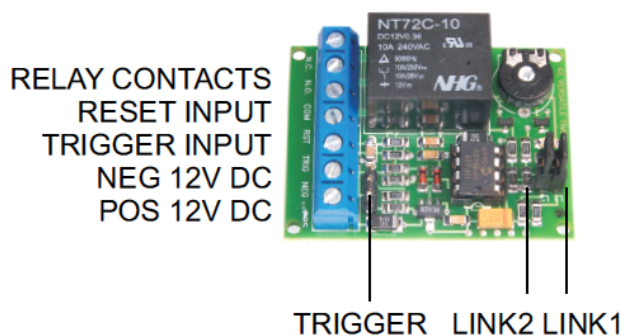 RELAY CONTACTS
RESET INPUT
TRIGGER INPUT
NEG 12V DC
POS 12V DC
N.C.
N.O.
COM
RST
TRIG
NEG
NT72C-10
DC12V0.36
10A 240VAC
NHG
TRIGGER LINK2 LINK1